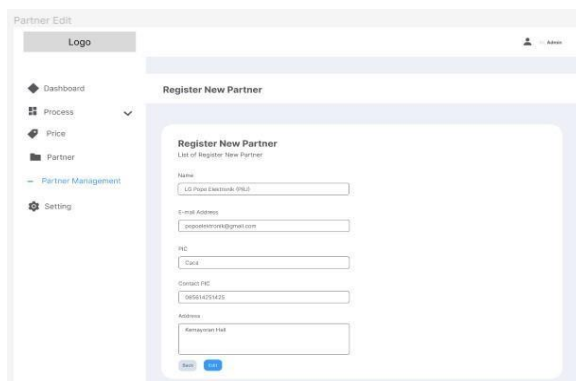 Partner Edit
Logo
Admin
Dashboard
Register New Partner
Process
Price
Partner
Partner Management
Setting
Register New Partner
List of Register New Partner
Name
LG Popo Elektronik (PIEJ)
E-mail Address
popoelektronik@gmail.com
PIC
Caca
Contact PIC
085614251425
Address
Kemayoran Hall
Back
Edit